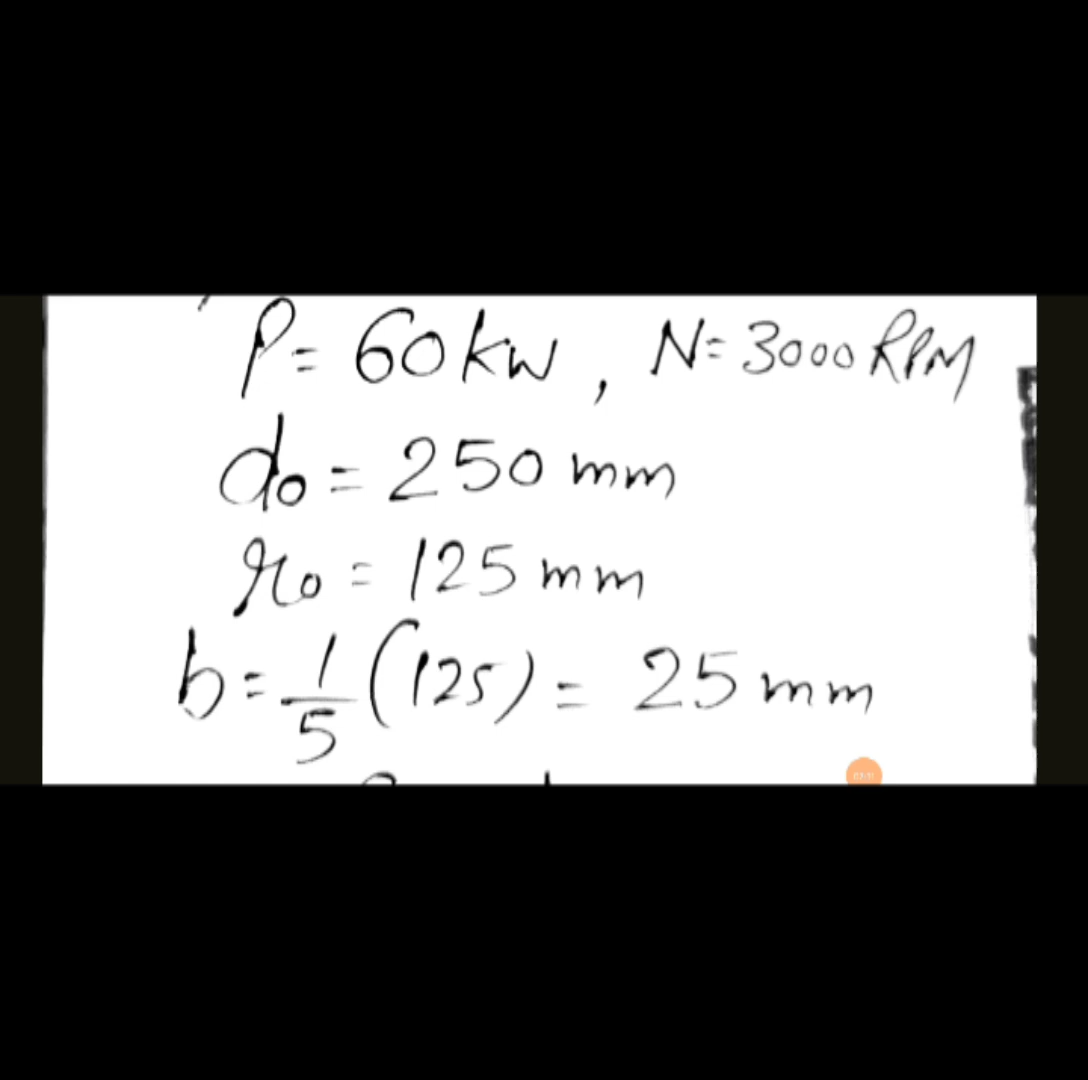 P = 60 kw , N = 3000 RPM
do = 250 mm
ro = 125 mm
b = 1/5 (125) = 25 mm